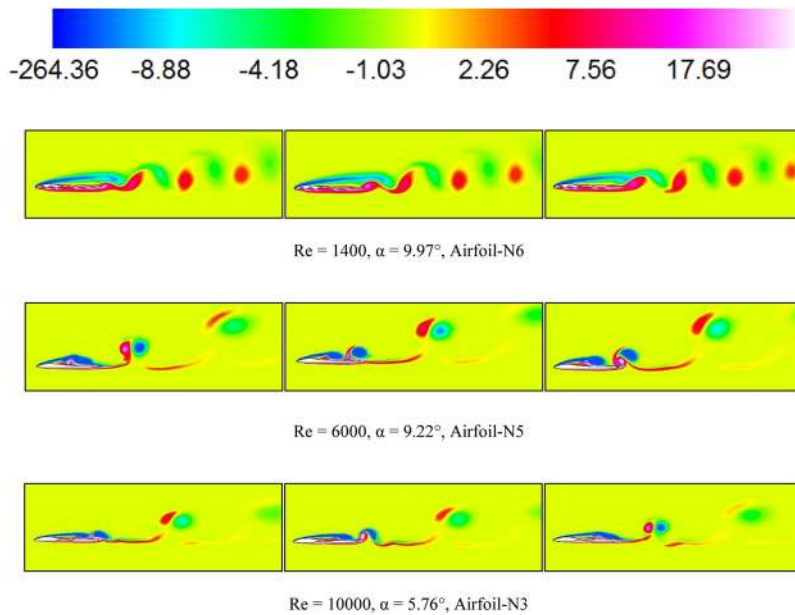 -264.36 -8.88 -4.18 -1.03 2.26 7.56 17.69
Re = 1400, α = 9.97°, Airfoil-N6
Re = 6000, α = 9.22°, Airfoil-N5
Re = 10000, α = 5.76°, Airfoil-N3